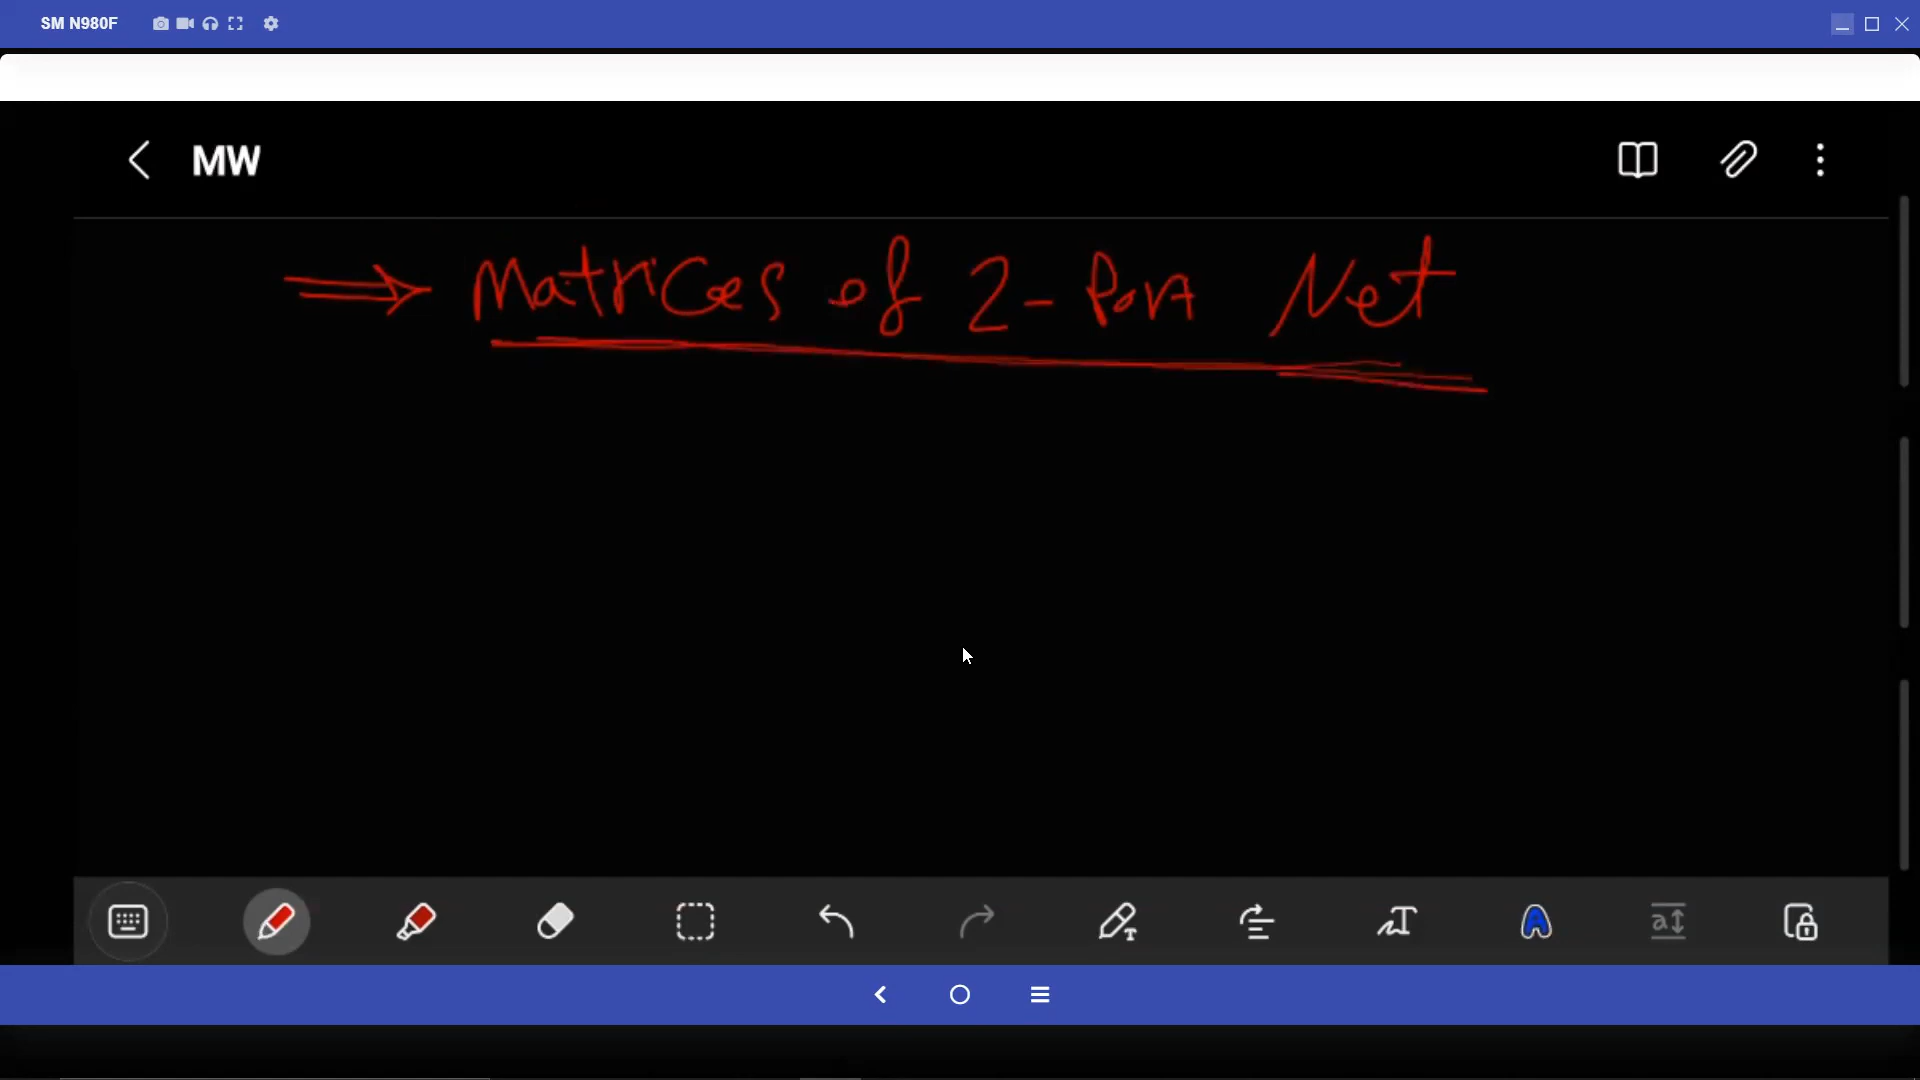 SM N980F
MW
⇒ Matrices of 2-Port Net